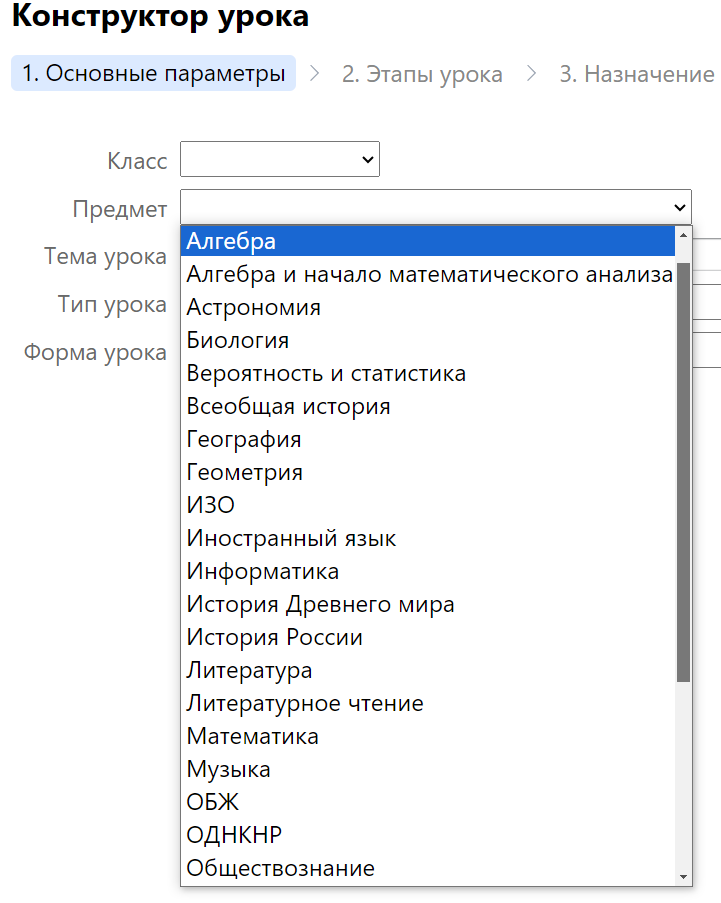 Конструктор урока
1. Основные параметры > 2. Этапы урока > 3. Назначение
Класс
Предмет
Тема урока
Тип урока
Форма урока
Алгебра
Алгебра и начало математического анализа
Астрономия
Биология
Вероятность и статистика
Всеобщая история
География
Геометрия
ИЗО
Иностранный язык
Информатика
История Древнего мира
История России
Литература
Литературное чтение
Математика
Музыка
ОБЖ
ОДНКНР
Обществознание